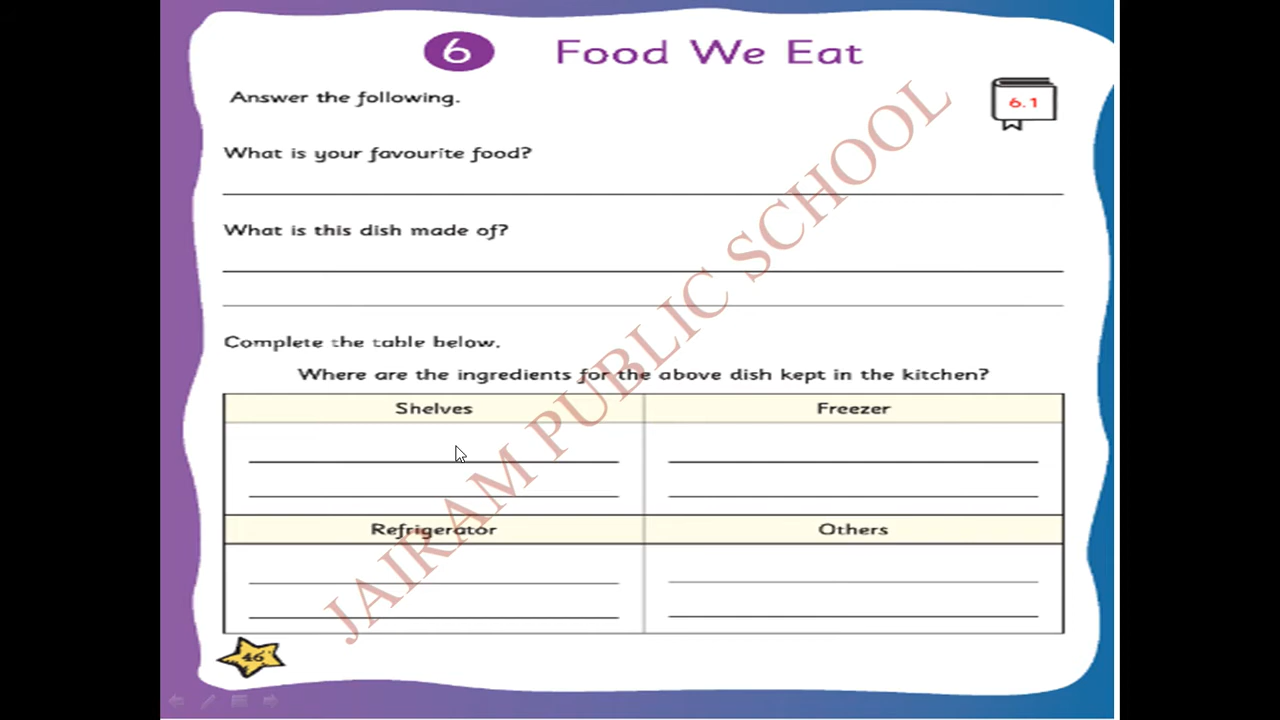 6 Food We Eat
Answer the following.
6.1
What is your favourite food?
What is this dish made of?
Complete the table below.
Where are the ingredients for the above dish kept in the kitchen?
Shelves Freezer
Refrigerator Others
46
JAIRAM PUBLIC SCHOOL